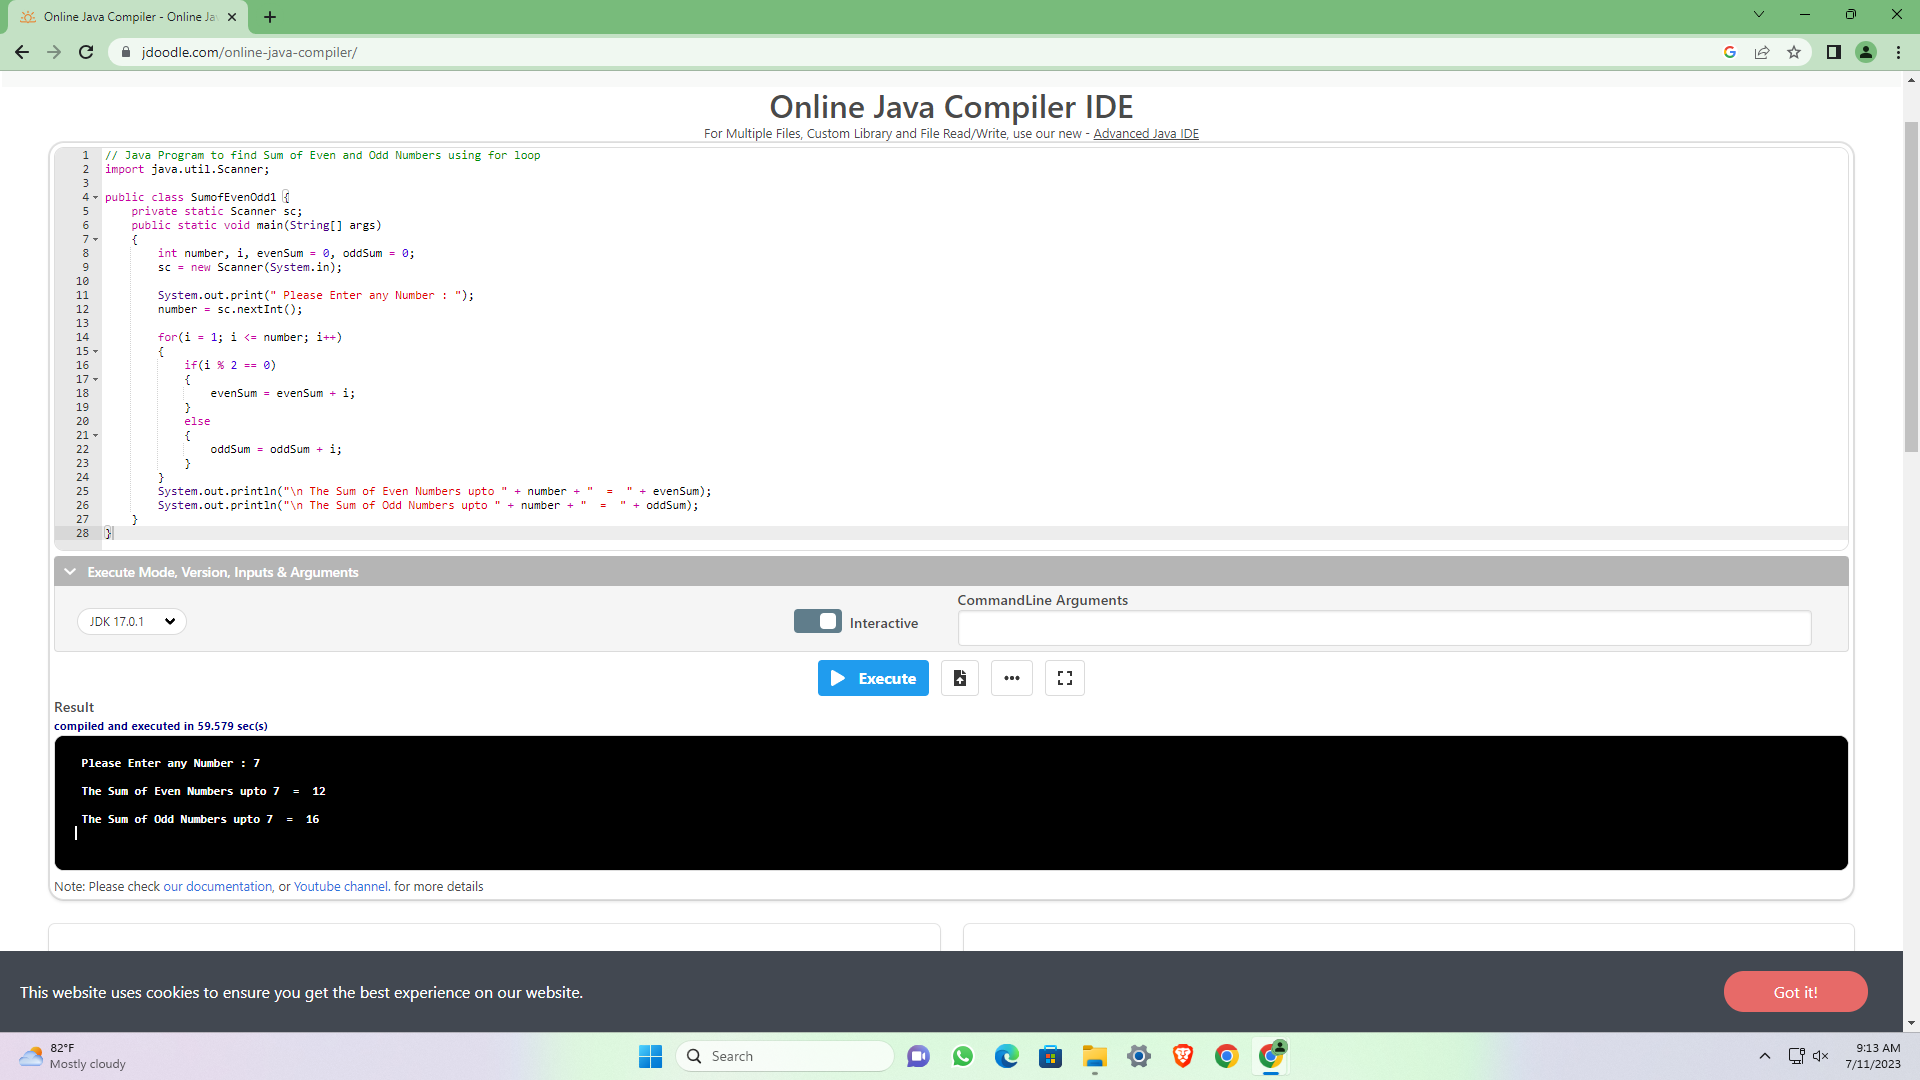 Online Java Compiler - Online Ja
jdoodle.com/online-java-compiler/
Online Java Compiler IDE
For Multiple Files, Custom Library and File Read/Write, use our new - Advanced Java IDE
1 // Java Program to find Sum of Even and Odd Numbers using for loop
2 import java.util.Scanner;
3
4 public class SumofEvenOdd1 {
5 private static Scanner sc;
6 public static void main(String[] args)
7 {
8 int number, i, evenSum = 0, oddSum = 0;
9 sc = new Scanner(System.in);
10
11 System.out.print(" Please Enter any Number : ");
12 number = sc.nextInt();
13
14 for(i = 1; i <= number; i++)
15 {
16 if(i % 2 == 0)
17 {
18 evenSum = evenSum + i;
19 }
20 else
21 {
22 oddSum = oddSum + i;
23 }
24 }
25 System.out.println("\n The Sum of Even Numbers upto " + number + "  =  " + evenSum);
26 System.out.println("\n The Sum of Odd Numbers upto " + number + "  =  " + oddSum);
27 }
28 }
Execute Mode, Version, Inputs & Arguments
CommandLine Arguments
JDK 17.0.1 Interactive
Execute
Result
compiled and executed in 59.579 sec(s)
Please Enter any Number : 7
The Sum of Even Numbers upto 7  =  12
The Sum of Odd Numbers upto 7  =  16
Note: Please check our documentation, or Youtube channel. for more details
This website uses cookies to ensure you get the best experience on our website.
Got it!
82°F
Mostly cloudy
Search
9:13 AM
7/11/2023